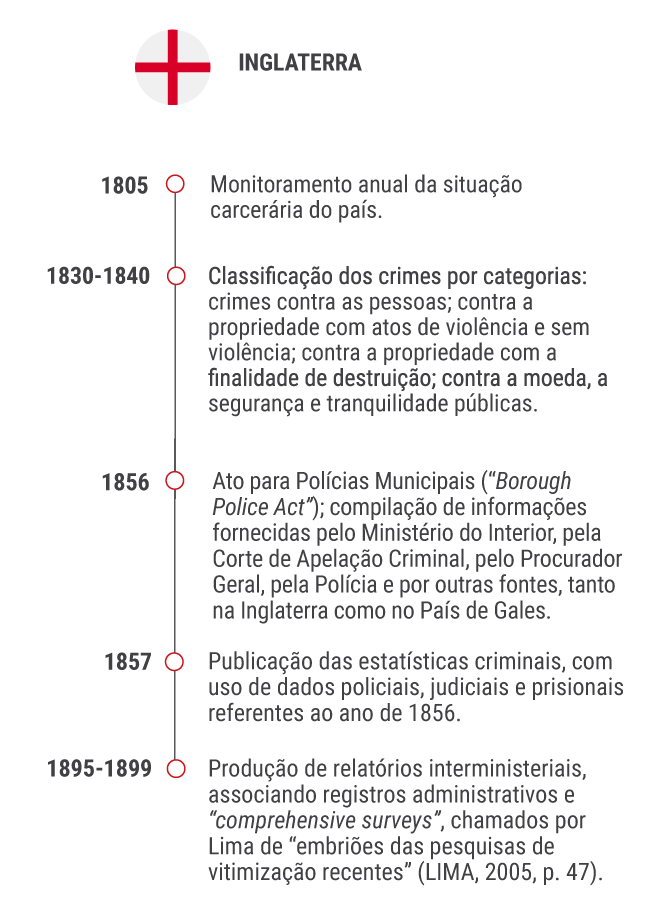 INGLATERRA
1805
Monitoramento anual da situação
carcerária do país.
1830-1840
Classificação dos crimes por categorias:
crimes contra as pessoas; contra a
propriedade com atos de violência e sem
violência; contra a propriedade com a
finalidade de destruição; contra a moeda, a
segurança e tranquilidade públicas.
1856
Ato para Polícias Municipais (“Borough
Police Act”); compilação de informações
fornecidas pelo Ministério do Interior, pela
Corte de Apelação Criminal, pelo Procurador
Geral, pela Polícia e por outras fontes, tanto
na Inglaterra como no País de Gales.
1857
Publicação das estatísticas criminais, com
uso de dados policiais, judiciais e prisionais
referentes ao ano de 1856.
1895-1899
Produção de relatórios interministeriais,
associando registros administrativos e
“comprehensive surveys”, chamados por
Lima de “embriões das pesquisas de
vitimização recentes” (LIMA, 2005, p. 47).